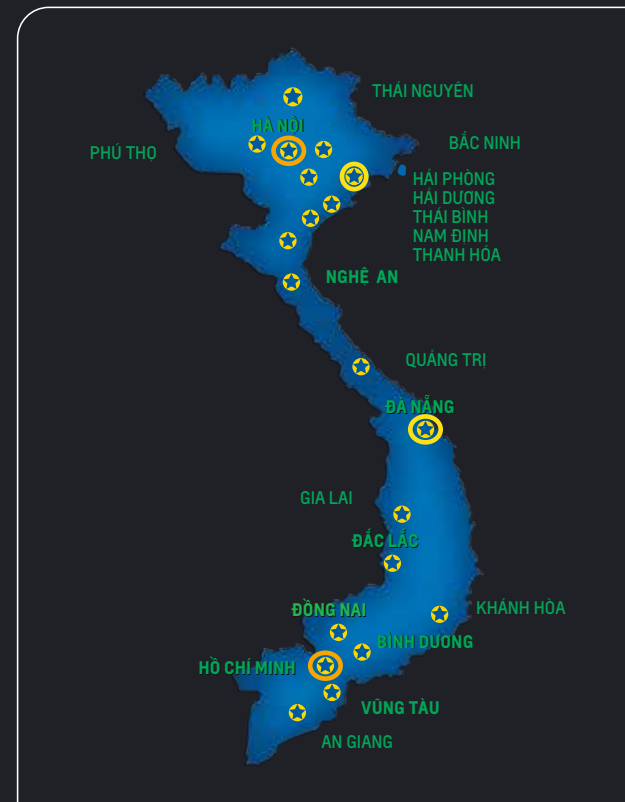 THÁI NGUYÊN
HÀ NỘI
BẮC NINH
PHÚ THỌ
HẢI PHÒNG
HẢI DƯƠNG
THÁI BÌNH
NAM ĐỊNH
THANH HÓA
NGHỆ AN
QUẢNG TRỊ
ĐÀ NẴNG
GIA LAI
ĐẮC LẮC
ĐỒNG NAI
KHÁNH HÒA
BÌNH DƯƠNG
HỒ CHÍ MINH
VŨNG TÀU
AN GIANG